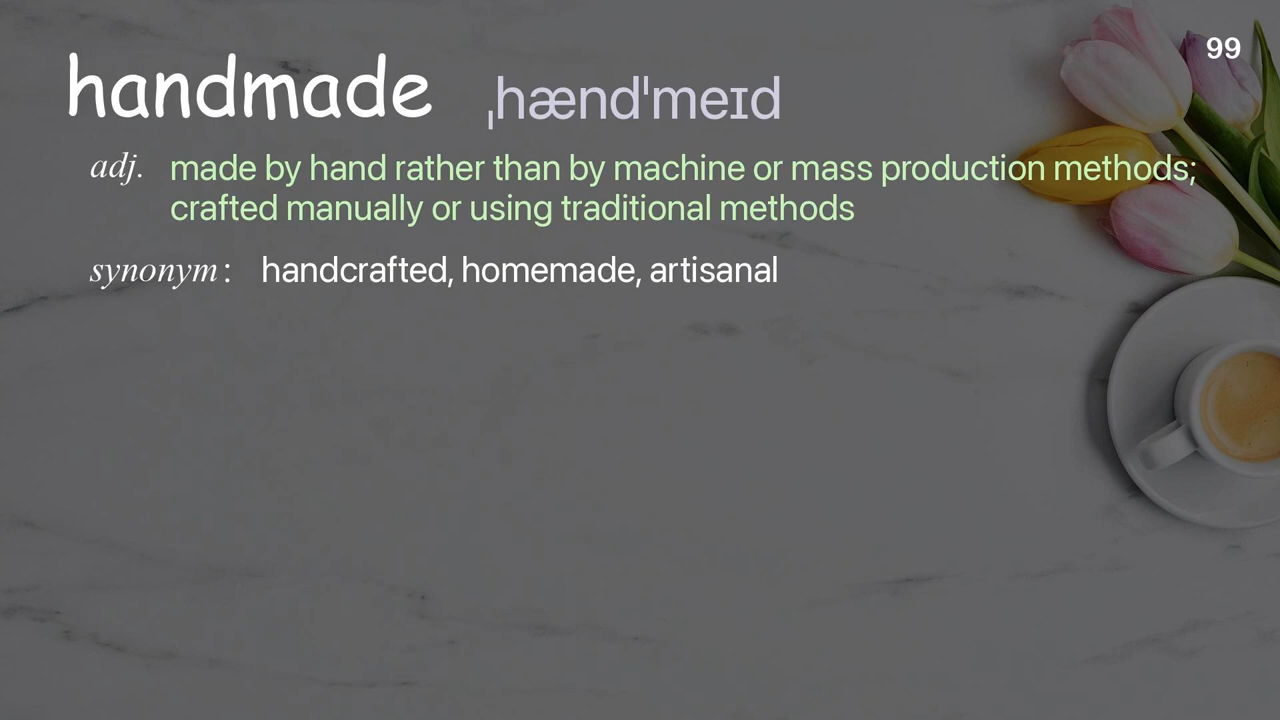 99
handmade ˌhændˈmeɪd
adj. made by hand rather than by machine or mass production methods;
crafted manually or using traditional methods
synonym: handcrafted, homemade, artisanal